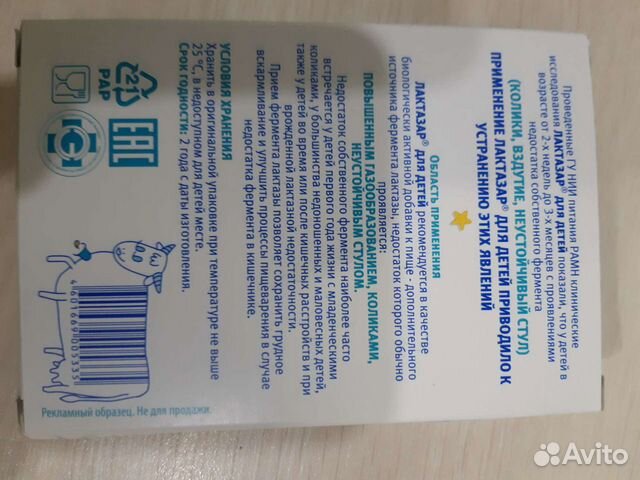 Проведенные ГУ НИИ питания РАМН клинические
исследования ЛАКТАЗАР® ДЛЯ ДЕТЕЙ показали, что у детей в
возрасте от 2-х недель до 3-х месяцев с проявлениями
недостатка собственного фермента
(КОЛИКИ, ВЗДУТИЕ, НЕУСТОЙЧИВЫЙ СТУЛ)
ПРИМЕНЕНИЕ ЛАКТАЗАР® ДЛЯ ДЕТЕЙ ПРИВОДИЛО К
УСТРАНЕНИЮ ЭТИХ ЯВЛЕНИЙ
ОБЛАСТЬ ПРИМЕНЕНИЯ
ЛАКТАЗАР® ДЛЯ ДЕТЕЙ рекомендуется в качестве
биологически активной добавки к пище - дополнительного
источника фермента лактазы, недостаток которого обычно
проявляется:
ПОВЫШЕННЫМ ГАЗООБРАЗОВАНИЕМ, КОЛИКАМИ,
НЕУСТОЙЧИВЫМ СТУЛОМ.
Недостаток собственного фермента наиболее часто
встречается у детей первого года жизни с младенческими
коликами, у большинства недоношенных и маловесных детей, а
также у детей во время или после кишечных расстройств и при
врожденной лактазной недостаточности.
Прием фермента лактазы позволяет сохранить грудное
вскармливание и улучшить процессы пищеварения в случае
недостатка фермента в кишечнике.
УСЛОВИЯ ХРАНЕНИЯ
Хранить в оригинальной упаковке при температуре не выше
25 °С, в недоступном для детей месте.
СРОК ГОДНОСТИ: 2 года с даты изготовления.
21
PAP
EAC
4601669005335
Рекламный образец. Не для продажи.
Avito